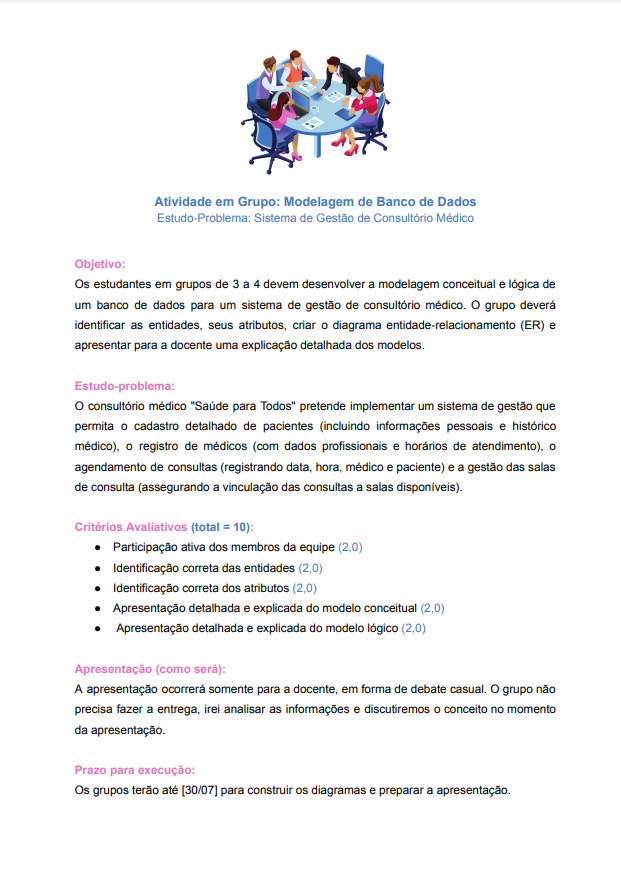 Atividade em Grupo: Modelagem de Banco de Dados
Estudo-Problema: Sistema de Gestão de Consultório Médico
Objetivo:
Os estudantes em grupos de 3 a 4 devem desenvolver a modelagem conceitual e lógica de
um banco de dados para um sistema de gestão de consultório médico. O grupo deverá
identificar as entidades, seus atributos, criar o diagrama entidade-relacionamento (ER) e
apresentar para a docente uma explicação detalhada dos modelos.
Estudo-problema:
O consultório médico "Saúde para Todos" pretende implementar um sistema de gestão que
permita o cadastro detalhado de pacientes (incluindo informações pessoais e histórico
médico), o registro de médicos (com dados profissionais e horários de atendimento), o
agendamento de consultas (registrando data, hora, médico e paciente) e a gestão das salas
de consulta (assegurando a vinculação das consultas a salas disponíveis).
Critérios Avaliativos (total = 10):
● Participação ativa dos membros da equipe (2,0)
● Identificação correta das entidades (2,0)
● Identificação correta dos atributos (2,0)
● Apresentação detalhada e explicada do modelo conceitual (2,0)
● Apresentação detalhada e explicada do modelo lógico (2,0)
Apresentação (como será):
A apresentação ocorrerá somente para a docente, em forma de debate casual. O grupo não
precisa fazer a entrega, irei analisar as informações e discutiremos o conceito no momento
da apresentação.
Prazo para execução:
Os grupos terão até [30/07] para construir os diagramas e preparar a apresentação.